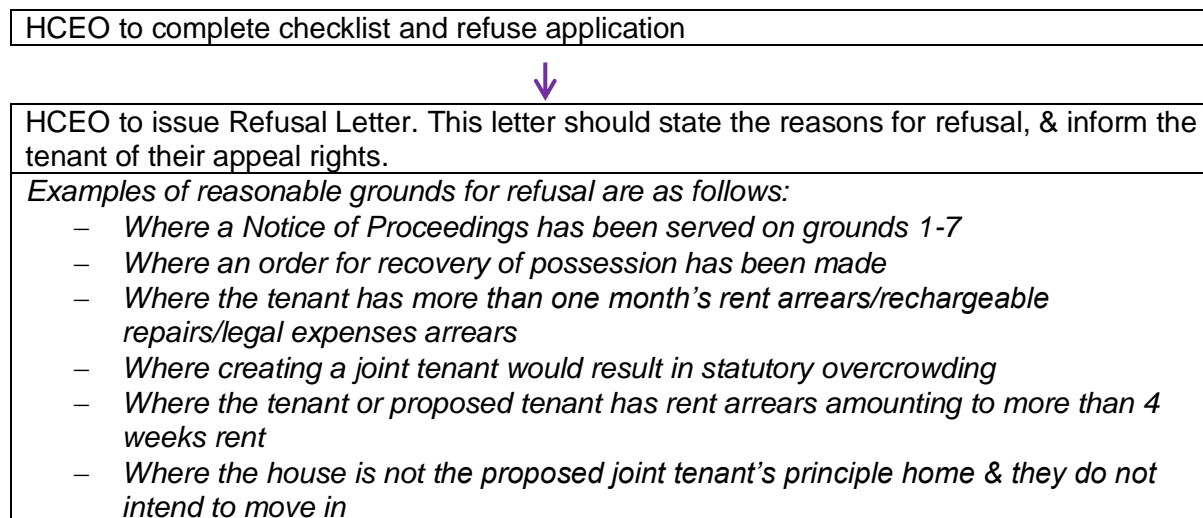 HCEO to complete checklist and refuse application
HCEO to issue Refusal Letter. This letter should state the reasons for refusal, & inform the
tenant of their appeal rights.
Examples of reasonable grounds for refusal are as follows:
– Where a Notice of Proceedings has been served on grounds 1-7
– Where an order for recovery of possession has been made
– Where the tenant has more than one month’s rent arrears/rechargeable
repairs/legal expenses arrears
– Where creating a joint tenant would result in statutory overcrowding
– Where the tenant or proposed tenant has rent arrears amounting to more than 4
weeks rent
– Where the house is not the proposed joint tenant’s principle home & they do not
intend to move in